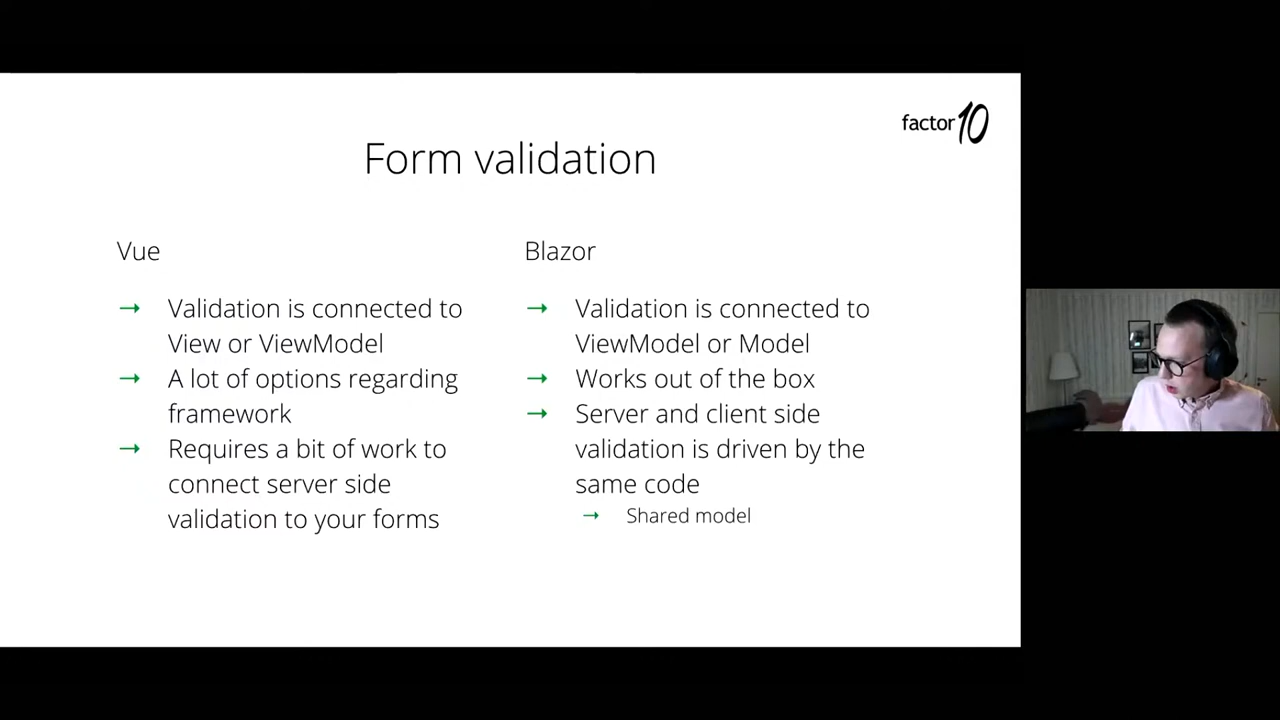 factor10
Form validation
Vue
→ Validation is connected to
View or ViewModel
→ A lot of options regarding
framework
→ Requires a bit of work to
connect server side
validation to your forms
Blazor
→ Validation is connected to
ViewModel or Model
→ Works out of the box
→ Server and client side
validation is driven by the
same code
→ Shared model